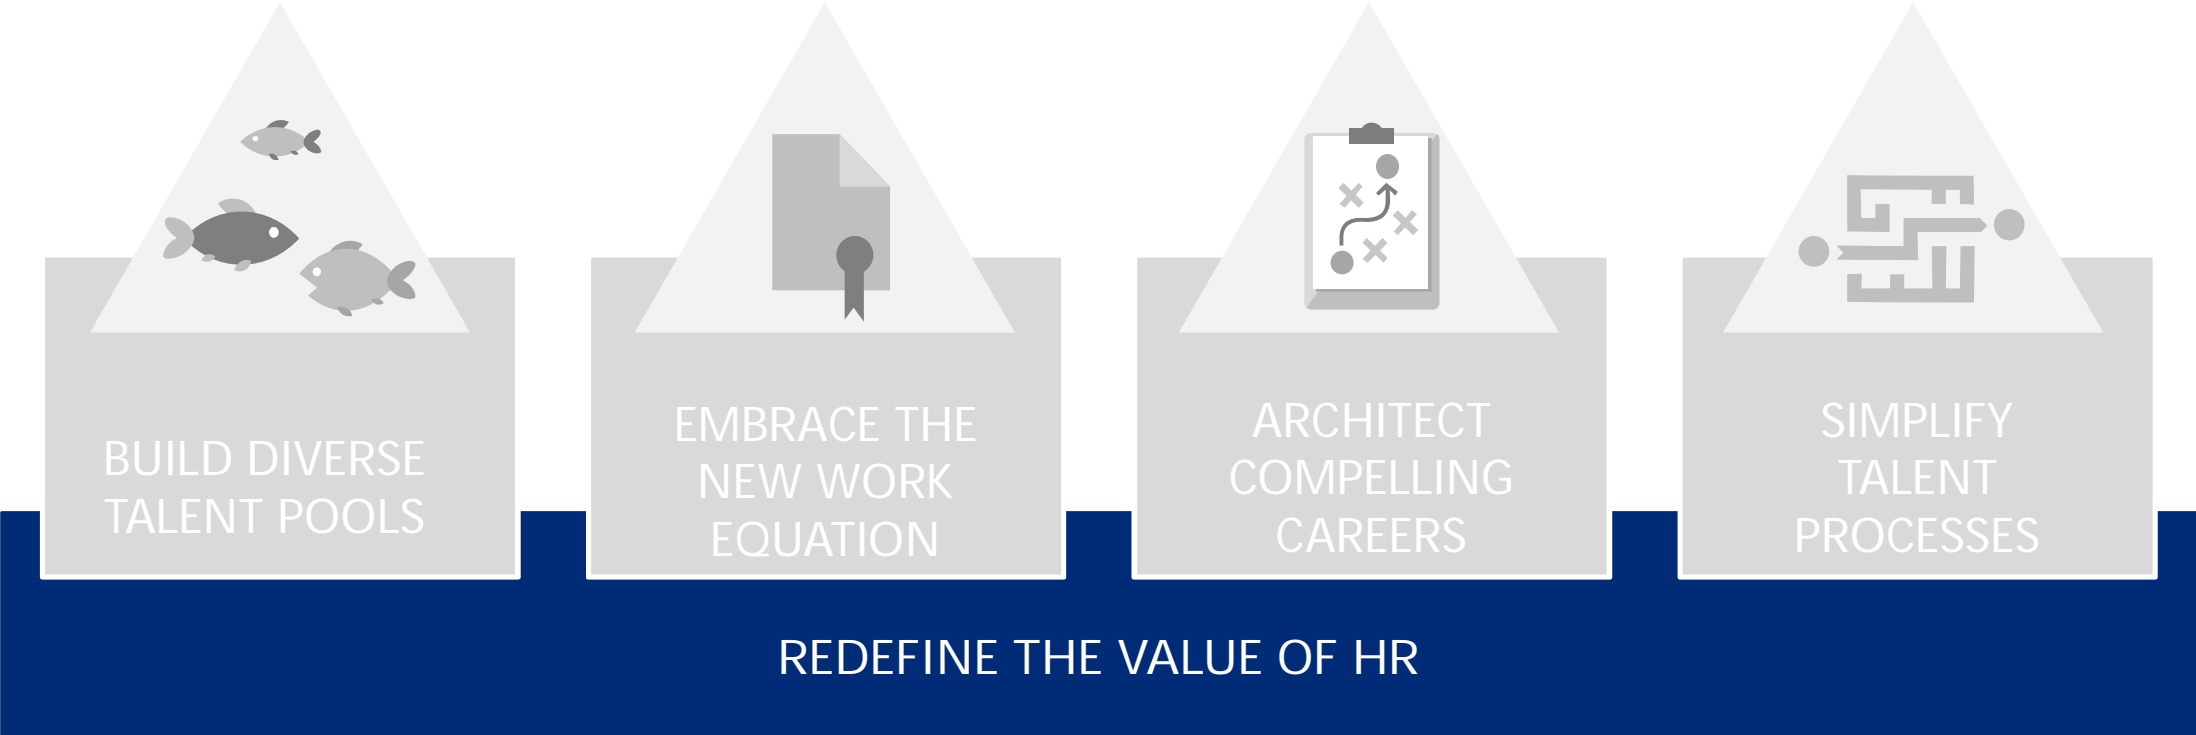 BUILD DIVERSE
TALENT POOLS
EMBRACE THE
NEW WORK
EQUATION
ARCHITECT
COMPELLING
CAREERS
SIMPLIFY
TALENT
PROCESSES
REDEFINE THE VALUE OF HR